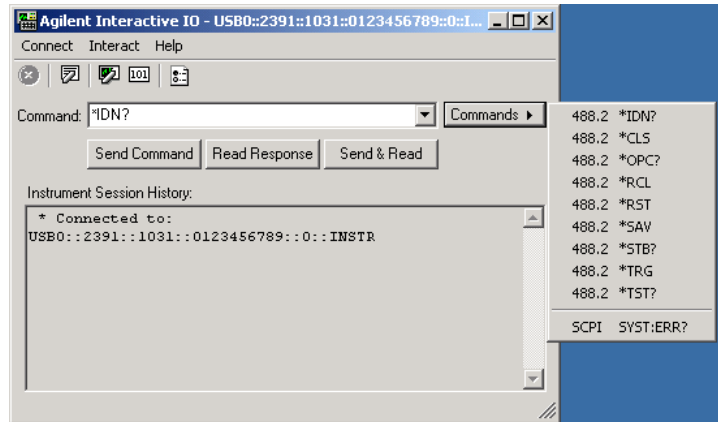 Agilent Interactive IO - USB0::2391::1031::0123456789::0::I...
Connect Interact Help
101
Command: *IDN? Commands
Send Command Read Response Send & Read
Instrument Session History:
* Connected to:
USB0::2391::1031::0123456789::0::INSTR
488.2 *IDN?
488.2 *CLS
488.2 *OPC?
488.2 *RCL
488.2 *RST
488.2 *SAV
488.2 *STB?
488.2 *TRG
488.2 *TST?
SCPI SYST:ERR?